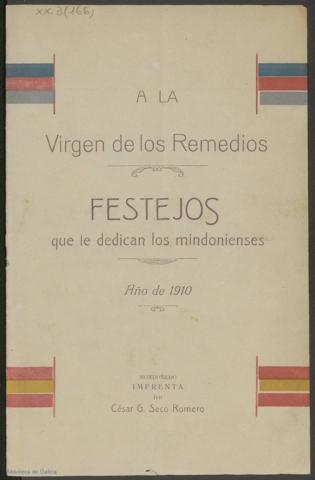 XX.3(166)
A LA
Virgen de los Remedios
FESTEJOS
que le dedican los mindonienses
Año de 1910
MONDOÑEDO
IMPRENTA
DE
César G. Seco Romero
Biblioteca de Galicia